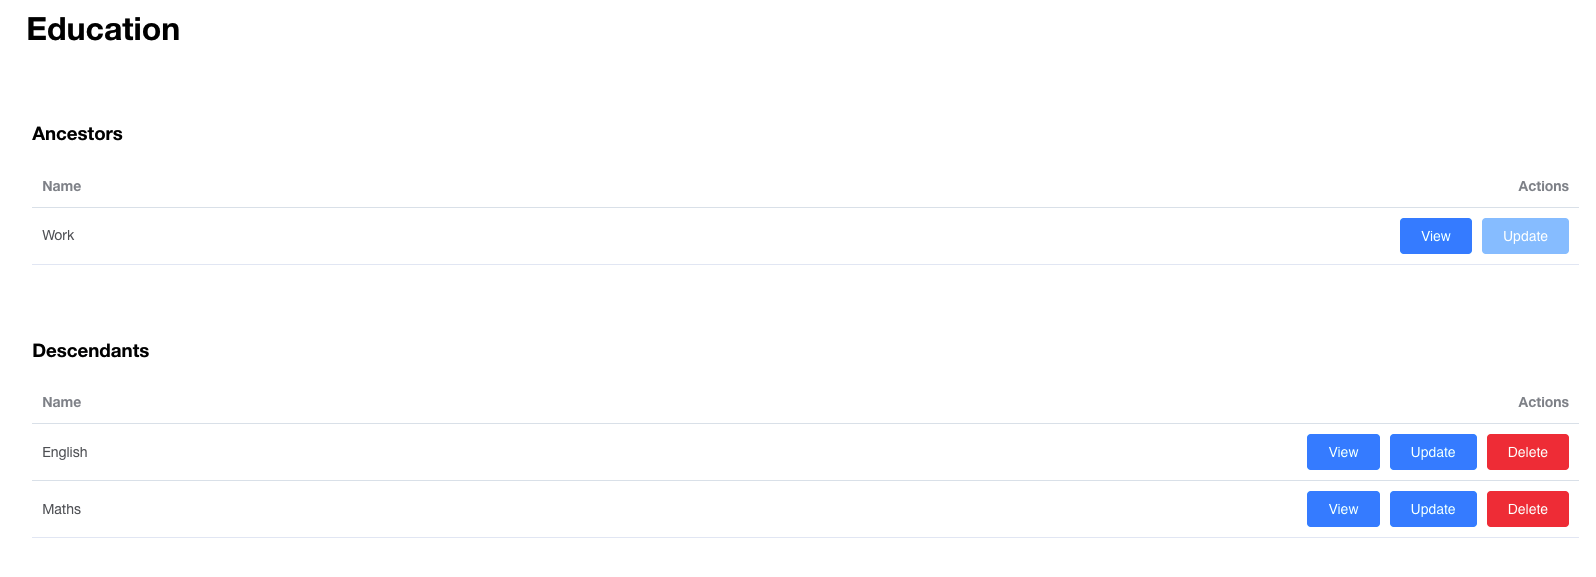 Education
Ancestors
Name Actions
Work View Update
Descendants
Name Actions
English View Update Delete
Maths View Update Delete